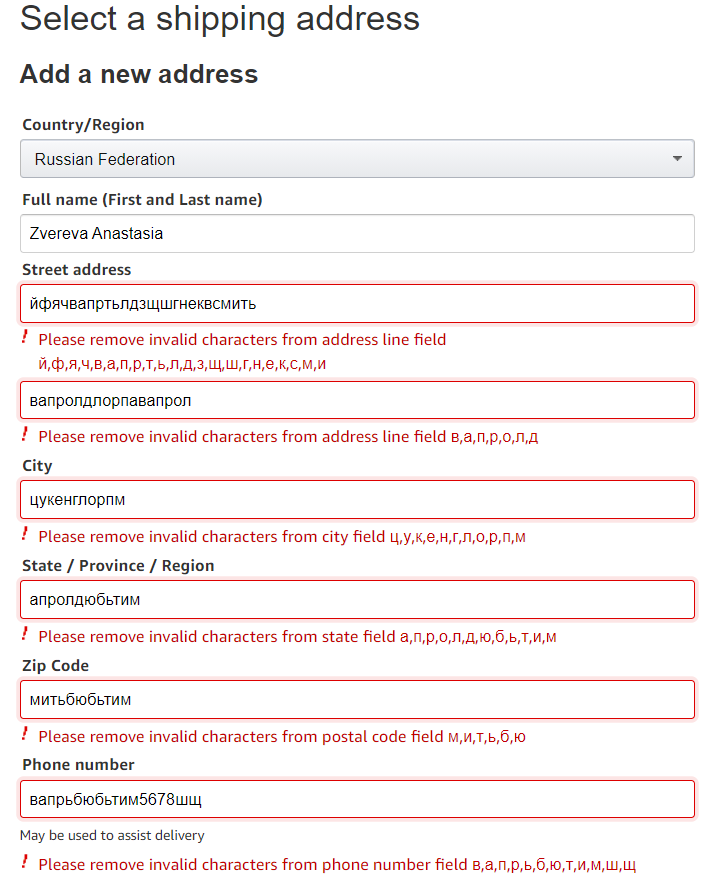 Select a shipping address
Add a new address
Country/Region
Russian Federation
Full name (First and Last name)
Zvereva Anastasia
Street address
йфячвапртьлдзщшгнеквсмить
! Please remove invalid characters from address line field
й,ф,я,ч,в,а,п,р,т,ь,л,д,з,щ,ш,г,н,е,к,с,м,и
вапролдлорпавапрол
! Please remove invalid characters from address line field в,а,п,р,о,л,д
City
цукенглорпм
! Please remove invalid characters from city field ц,у,к,е,н,г,л,о,р,п,м
State / Province / Region
апролдюбьтим
! Please remove invalid characters from state field а,п,р,о,л,д,ю,б,ь,т,и,м
Zip Code
митьбюбьтим
! Please remove invalid characters from postal code field м,и,т,ь,б,ю
Phone number
вапрьбюбьтим5678шщ
May be used to assist delivery
! Please remove invalid characters from phone number field в,а,п,р,ь,б,ю,т,и,м,ш,щ